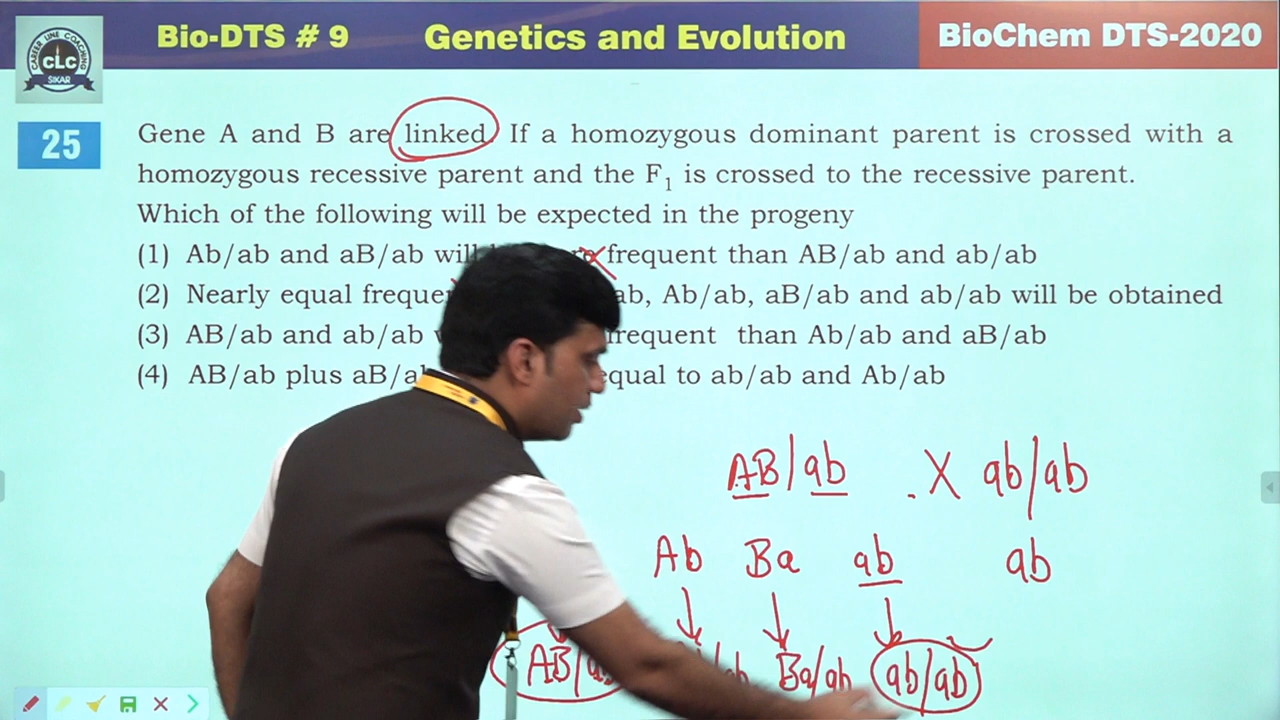 Bio-DTS # 9
Genetics and Evolution
BioChem DTS-2020
CAREER LINE COACHING
CLC
SIKAR
25
Gene A and B are linked. If a homozygous dominant parent is crossed with a
homozygous recessive parent and the F₁ is crossed to the recessive parent.
Which of the following will be expected in the progeny
(1) Ab/ab and aB/ab will frequent than AB/ab and ab/ab
(2) Nearly equal ab, Ab/ab, aB/ab and ab/ab will be obtained
(3) AB/ab and ab/ab than Ab/ab and aB/ab
(4) AB/ab plus equal to ab/ab and Ab/ab
AB/ab . X ab/ab
Ab Ba ab ab
Ba/ab ab/ab